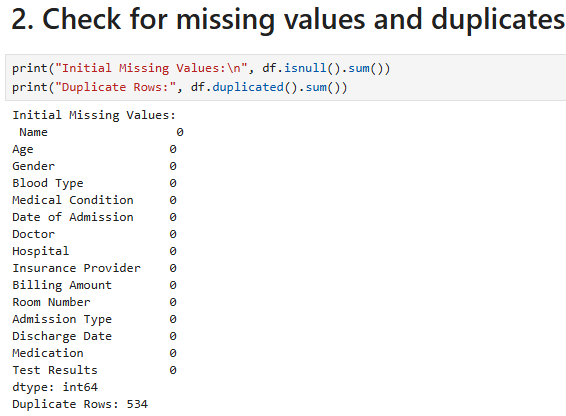 2. Check for missing values and duplicates
print("Initial Missing Values:\n", df.isnull().sum())
print("Duplicate Rows:", df.duplicated().sum())
Initial Missing Values:
 Name                  0
Age                  0
Gender               0
Blood Type           0
Medical Condition    0
Date of Admission    0
Doctor               0
Hospital             0
Insurance Provider   0
Billing Amount       0
Room Number          0
Admission Type       0
Discharge Date       0
Medication           0
Test Results         0
dtype: int64
Duplicate Rows: 534